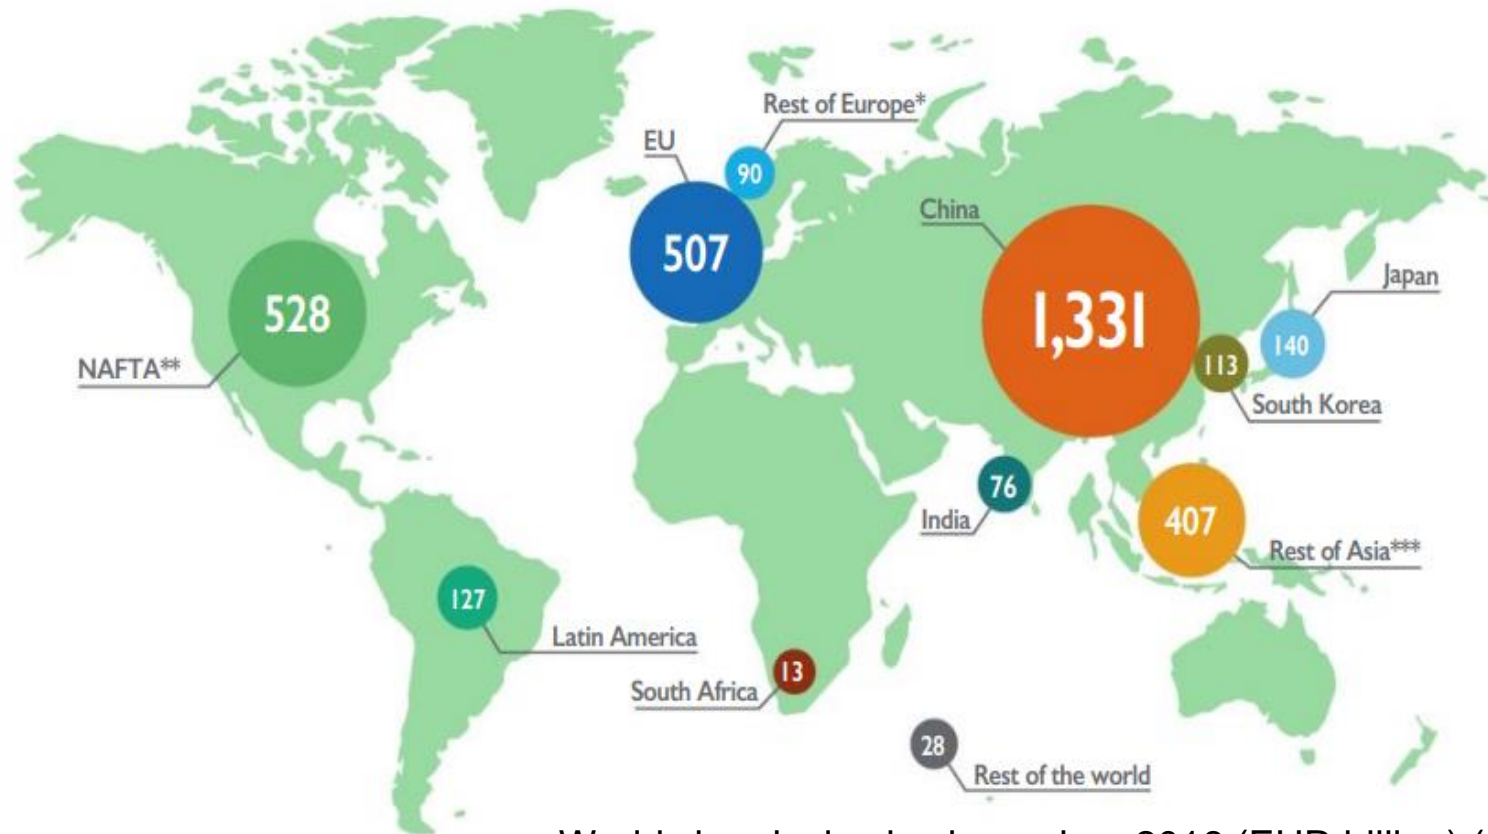 Rest of Europe*
EU
90
China
507
Japan
528
1,331
140
NAFTA**
113
South Korea
76
India
407
Rest of Asia***
127
Latin America
13
South Africa
28
Rest of the world